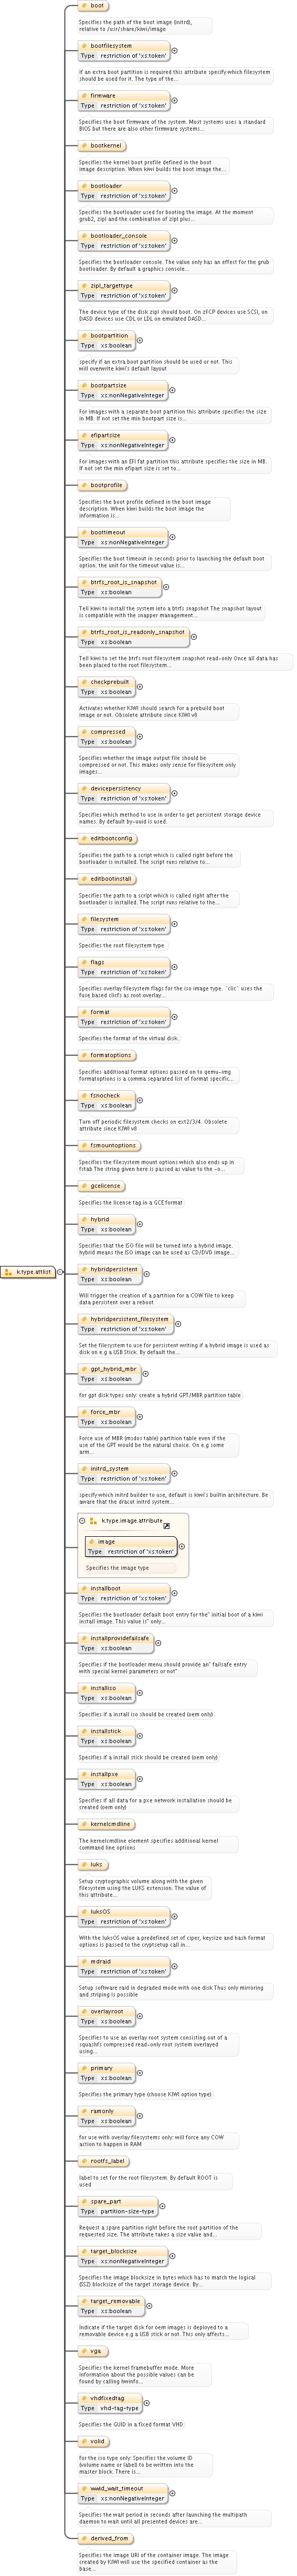 boot
Specifies the path of the boot image (initrd),
relative to /usr/share/kiwi/image
bootfilesystem
Type restriction of 'xs:token'
if an extra boot partition is required this attribute specify which filesystem
should be used for it. The type of the...
firmware
Type restriction of 'xs:token'
Specifies the boot firmware of the system. Most systems uses a standard
BIOS but there are also other firmware systems...
bootkernel
Specifies the kernel boot profile defined in the boot
image description. When kiwi builds the boot image the...
bootloader
Type restriction of 'xs:token'
Specifies the bootloader used for booting the image. At the moment
grub2, zipl and the combination of zipl plus...
bootloader_console
Type restriction of 'xs:token'
Specifies the bootloader console. The value only has an effect for the grub
bootloader. By default a graphics console...
zipl_targettype
Type restriction of 'xs:token'
The device type of the disk zipl should boot. On zFCP devices use SCSI, on
DASD devices use CDL or LDL on emulated DASD...
bootpartition
Type xs:boolean
specify if an extra boot partition should be used or not. This
will overwrite kiwi's default layout
bootpartsize
Type xs:nonNegativeInteger
For images with a separate boot partition this attribute specifies the size
in MB. If not set the min bootpart size is...
efipartsize
Type xs:nonNegativeInteger
For images with an EFI fat partition this attribute specifies the size in MB.
If not set the min efipart size is set to...
bootprofile
Specifies the boot profile defined in the boot image
description. When kiwi builds the boot image the
information is...
boottimeout
Type xs:nonNegativeInteger
Specifies the boot timeout in seconds prior to launching the default boot
option. the unit for the timeout value is...
btrfs_root_is_snapshot
Type xs:boolean
Tell kiwi to install the system into a btrfs snapshot The snapshot layout
is compatible with the snapper management...
btrfs_root_is_readonly_snapshot
Type xs:boolean
Tell kiwi to set the btrfs root filesystem snapshot read-only Once all data has
been placed to the root filesystem...
checkprebuilt
Type xs:boolean
Activates whether KIWI should search for a prebuild boot
image or not. Obsolete attribute since KIWI v8
compressed
Type xs:boolean
Specifies whether the image output file should be
compressed or not. This makes only sense for filesystem only
images...
devicepersistency
Type restriction of 'xs:token'
Specifies which method to use in order to get persistent storage device
names. By default by-uuid is used.
editbootconfig
Specifies the path to a script which is called right before the
bootloader is installed. The script runs relative to...
editbootinstall
Specifies the path to a script which is called right after the
bootloader is installed. The script runs relative to the...
filesystem
Type restriction of 'xs:token'
Specifies the root filesystem type
flags
Type restriction of 'xs:token'
Specifies overlay filesystem flags for the iso image type. `clic` uses the
fuse based clicfs as root overlay...
format
Type restriction of 'xs:token'
Specifies the format of the virtual disk.
formatoptions
Specifies additional format options passed on to qemu-img
formatoptions is a comma separated list of format specific...
fsnocheck
Type xs:boolean
Turn off periodic filesystem checks on ext2/3/4. Obsolete
attribute since KIWI v8
fsmountoptions
Specifies the filesystem mount options which also ends up in
fstab The string given here is passed as value to the -o...
gcelicense
Specifies the license tag in a GCE format
hybrid
Type xs:boolean
Specifies that the ISO file will be turned into a hybrid image.
hybrid means the ISO image can be used as CD/DVD image...
k.type.attlist
hybridpersistent
Type xs:boolean
Will trigger the creation of a partition for a COW file to keep
data persistent over a reboot
hybridpersistent_filesystem
Type restriction of 'xs:token'
Set the filesystem to use for persistent writing if a hybrid image is used as
disk on e.g a USB Stick. By default the...
gpt_hybrid_mbr
Type xs:boolean
for gpt disk types only: create a hybrid GPT/MBR partition table
force_mbr
Type xs:boolean
Force use of MBR (msdos table) partition table even if the
use of the GPT would be the natural choice. On e.g some
arm...
initrd_system
Type restriction of 'xs:token'
specify which initrd builder to use, default is kiwi's builtin architecture. Be
aware that the dracut initrd system...
k.type.image.attribute
image
Type restriction of 'xs:token'
Specifies the image type
installboot
Type restriction of 'xs:token'
Specifies the bootloader default boot entry for the" initial boot of a kiwi
install image. This value is" only...
installprovidefailsafe
Type xs:boolean
Specifies if the bootloader menu should provide an" failsafe entry
with special kernel parameters or not"
installiso
Type xs:boolean
Specifies if a install iso should be created (oem only)
installstick
Type xs:boolean
Specifies if a install stick should be created (oem only)
installpxe
Type xs:boolean
Specifies if all data for a pxe network installation should be
created (oem only)
kernelcmdline
The kernelcmdline element specifies additional kernel
command line options
luks
Setup cryptographic volume along with the given
filesystem using the LUKS extension. The value of
this attribute...
luksOS
Type restriction of 'xs:token'
With the luksOS value a predefined set of ciper, keysize and hash format
options is passed to the cryptsetup call in...
mdraid
Type restriction of 'xs:token'
Setup software raid in degraded mode with one disk Thus only mirroring
and striping is possible
overlayroot
Type xs:boolean
Specifies to use an overlay root system consisting out of a
squashfs compressed read-only root system overlayed
using...
primary
Type xs:boolean
Specifies the primary type (choose KIWI option type)
ramonly
Type xs:boolean
for use with overlay filesystems only: will force any COW
action to happen in RAM
rootfs_label
label to set for the root filesystem. By default ROOT is
used
spare_part
Type partition-size-type
Request a spare partition right before the root partition of the
requested size. The attribute takes a size value and...
target_blocksize
Type xs:nonNegativeInteger
Specifies the image blocksize in bytes which has to match the logical
(SSZ) blocksize of the target storage device. By...
target_removable
Type xs:boolean
Indicate if the target disk for oem images is deployed to a
removable device e.g a USB stick or not. This only affects...
vga
Specifies the kernel framebuffer mode. More
information about the possible values can be
found by calling hwinfo...
vhdfixedtag
Type vhd-tag-type
Specifies the GUID in a fixed format VHD
volid
for the iso type only: Specifies the volume ID
(volume name or label) to be written into the
master block. There is...
wwid_wait_timeout
Type xs:nonNegativeInteger
Specifies the wait period in seconds after launching the multipath
daemon to wait until all presented devices are...
derived_from
Specifies the image URI of the container image. The image
created by KIWI will use the specified container as the
base...